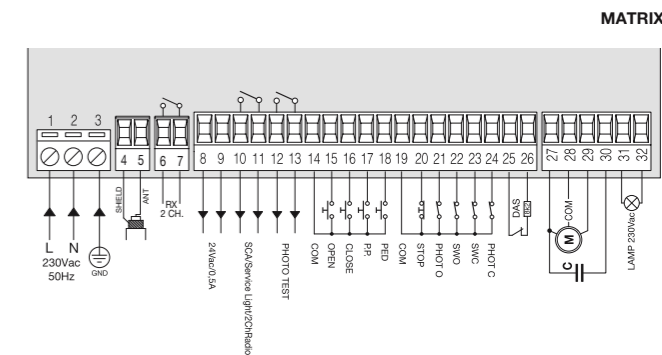 MATRIX
1 2 3
4 5 6 7 8 9 10 11 12 13 14 15 16 17 18 19 20 21 22 23 24 25 26
27 28 29 30 31 32
SHIELD
ANT
RX
2 CH.
L N
230Vac
50Hz
GND
24Vac/0,5A
SCA/Service Light/2ChRadio
PHOTO TEST
COM
OPEN
CLOSE
P.P.
PED
COM
STOP
PHOT O
SWO
SWC
PHOT C
DAS
8K2
COM
M
C
LAMP 230Vac